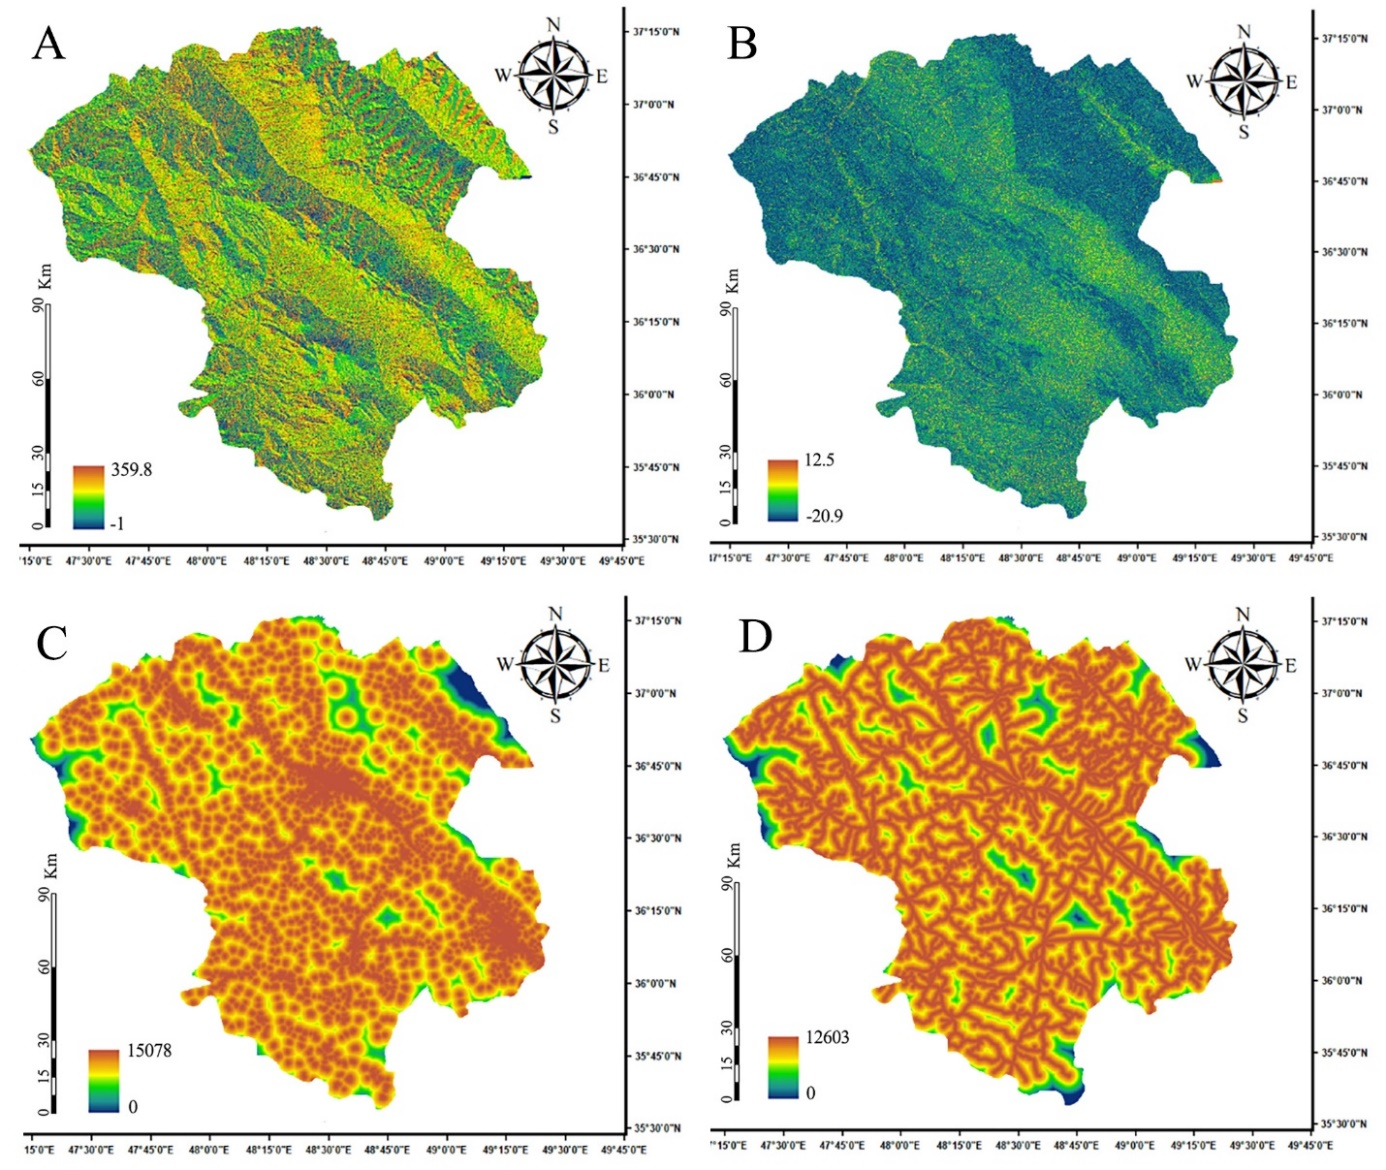 A
N
W E
S
37°15'0"N
37°0'0"N
36°45'0"N
36°30'0"N
36°15'0"N
36°0'0"N
35°45'0"N
35°30'0"N
Km
90
60
30
15
0
359.8
-1
'15'0"E 47°30'0"E 47°45'0"E 48°0'0"E 48°15'0"E 48°30'0"E 48°45'0"E 49°0'0"E 49°15'0"E 49°30'0"E 49°45'0"E
B
N
W E
S
37°15'0"N
37°0'0"N
36°45'0"N
36°30'0"N
36°15'0"N
36°0'0"N
35°45'0"N
35°30'0"N
Km
90
60
30
15
0
12.5
-20.9
17°15'0"E 47°30'0"E 47°45'0"E 48°0'0"E 48°15'0"E 48°30'0"E 48°45'0"E 49°0'0"E 49°15'0"E 49°30'0"E 49°45'0"E
C
N
W E
S
37°15'0"N
37°0'0"N
36°45'0"N
36°30'0"N
36°15'0"N
36°0'0"N
35°45'0"N
35°30'0"N
Km
90
60
30
15
0
15078
0
15'0"E 47°30'0"E 47°45'0"E 48°0'0"E 48°15'0"E 48°30'0"E 48°45'0"E 49°0'0"E 49°15'0"E 49°30'0"E 49°45'0"E
D
N
W E
S
37°15'0"N
37°0'0"N
36°45'0"N
36°30'0"N
36°15'0"N
36°0'0"N
35°45'0"N
35°30'0"N
Km
90
60
30
15
0
12603
0
°15'0"E 47°30'0"E 47°45'0"E 48°0'0"E 48°15'0"E 48°30'0"E 48°45'0"E 49°0'0"E 49°15'0"E 49°30'0"E 49°45'0"E